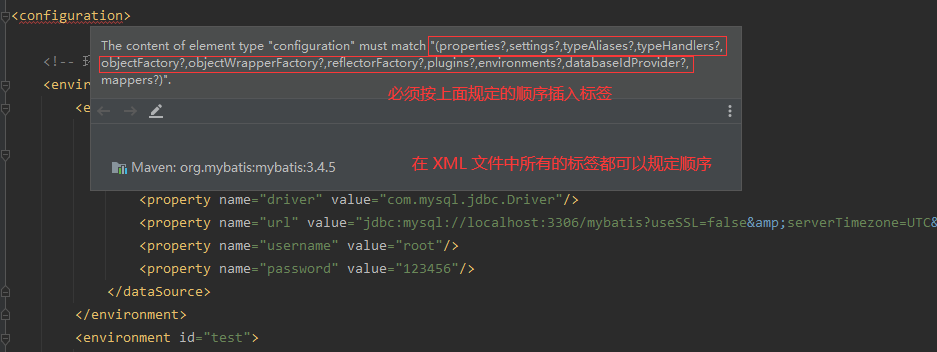 <configuration>
The content of element type "configuration" must match "(properties?,settings?,typeAliases?,typeHandlers?,
<!-- 环
objectFactory?,objectWrapperFactory?,reflectorFactory?,plugins?,environments?,databaseIdProvider?,
<env
mappers?)".
必须按上面规定的顺序插入标签
<e
Maven: org.mybatis:mybatis:3.4.5
在 XML 文件中所有的标签都可以规定顺序
<property name="driver" value="com.mysql.jdbc.Driver"/>
<property name="url" value="jdbc:mysql://localhost:3306/mybatis?useSSL=false&amp;serverTimezone=UTC&
<property name="username" value="root"/>
<property name="password" value="123456"/>
</dataSource>
</environment>
<environment id="test">